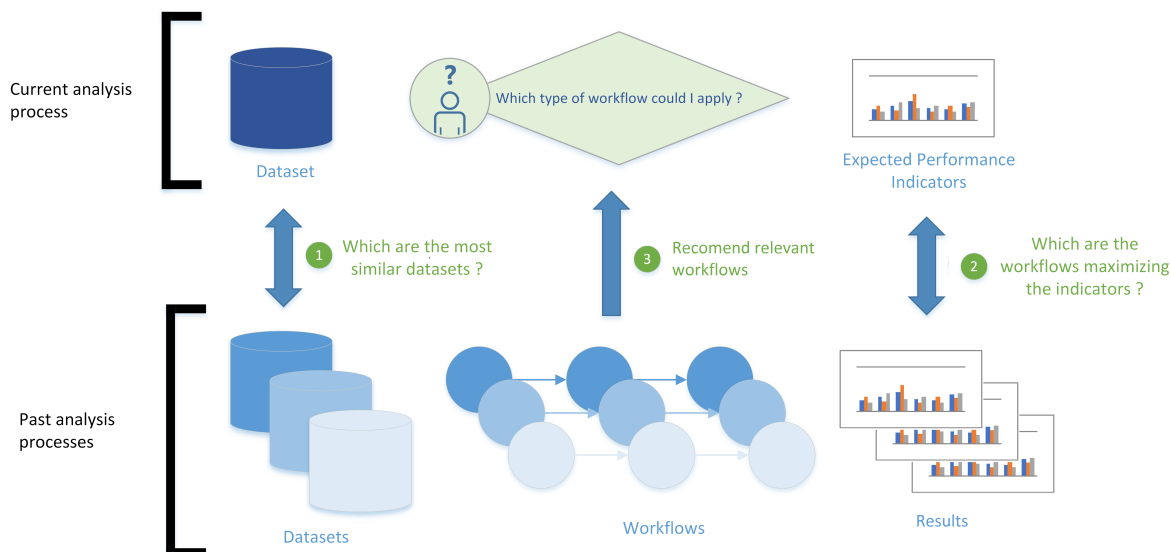 Current analysis
process
?
Which type of workflow could I apply ?
Dataset
Expected Performance
Indicators
1
Which are the most
similar datasets ?
3
Recomend relevant
workflows
2
Which are the
workflows maximizing
the indicators ?
Past analysis
processes
Datasets
Workflows
Results